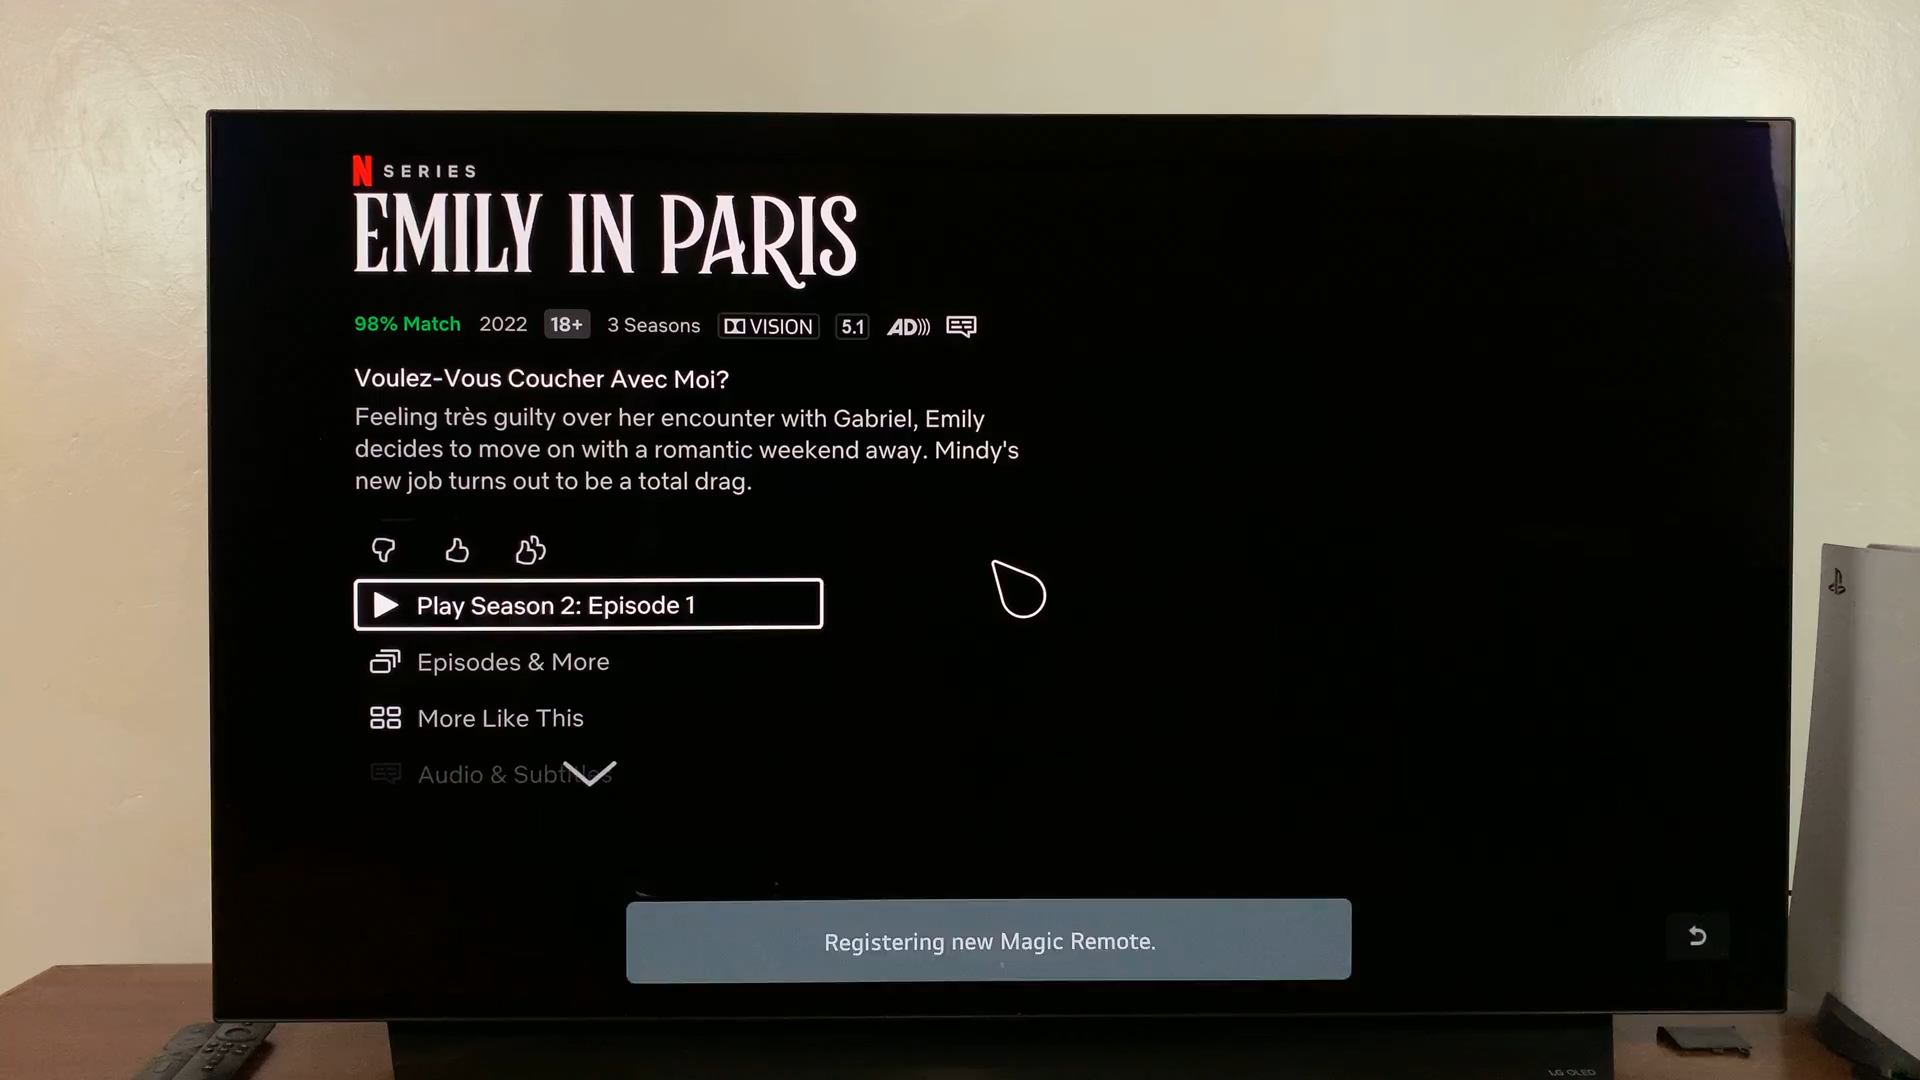 N SERIES
EMILY IN PARIS
98% Match 2022 18+ 3 Seasons VISION 5.1 AD
Voulez-Vous Coucher Avec Moi?
Feeling très guilty over her encounter with Gabriel, Emily
decides to move on with a romantic weekend away. Mindy's
new job turns out to be a total drag.
Play Season 2: Episode 1
Episodes & More
More Like This
Audio & Subtitles
Registering new Magic Remote.
LG OLED